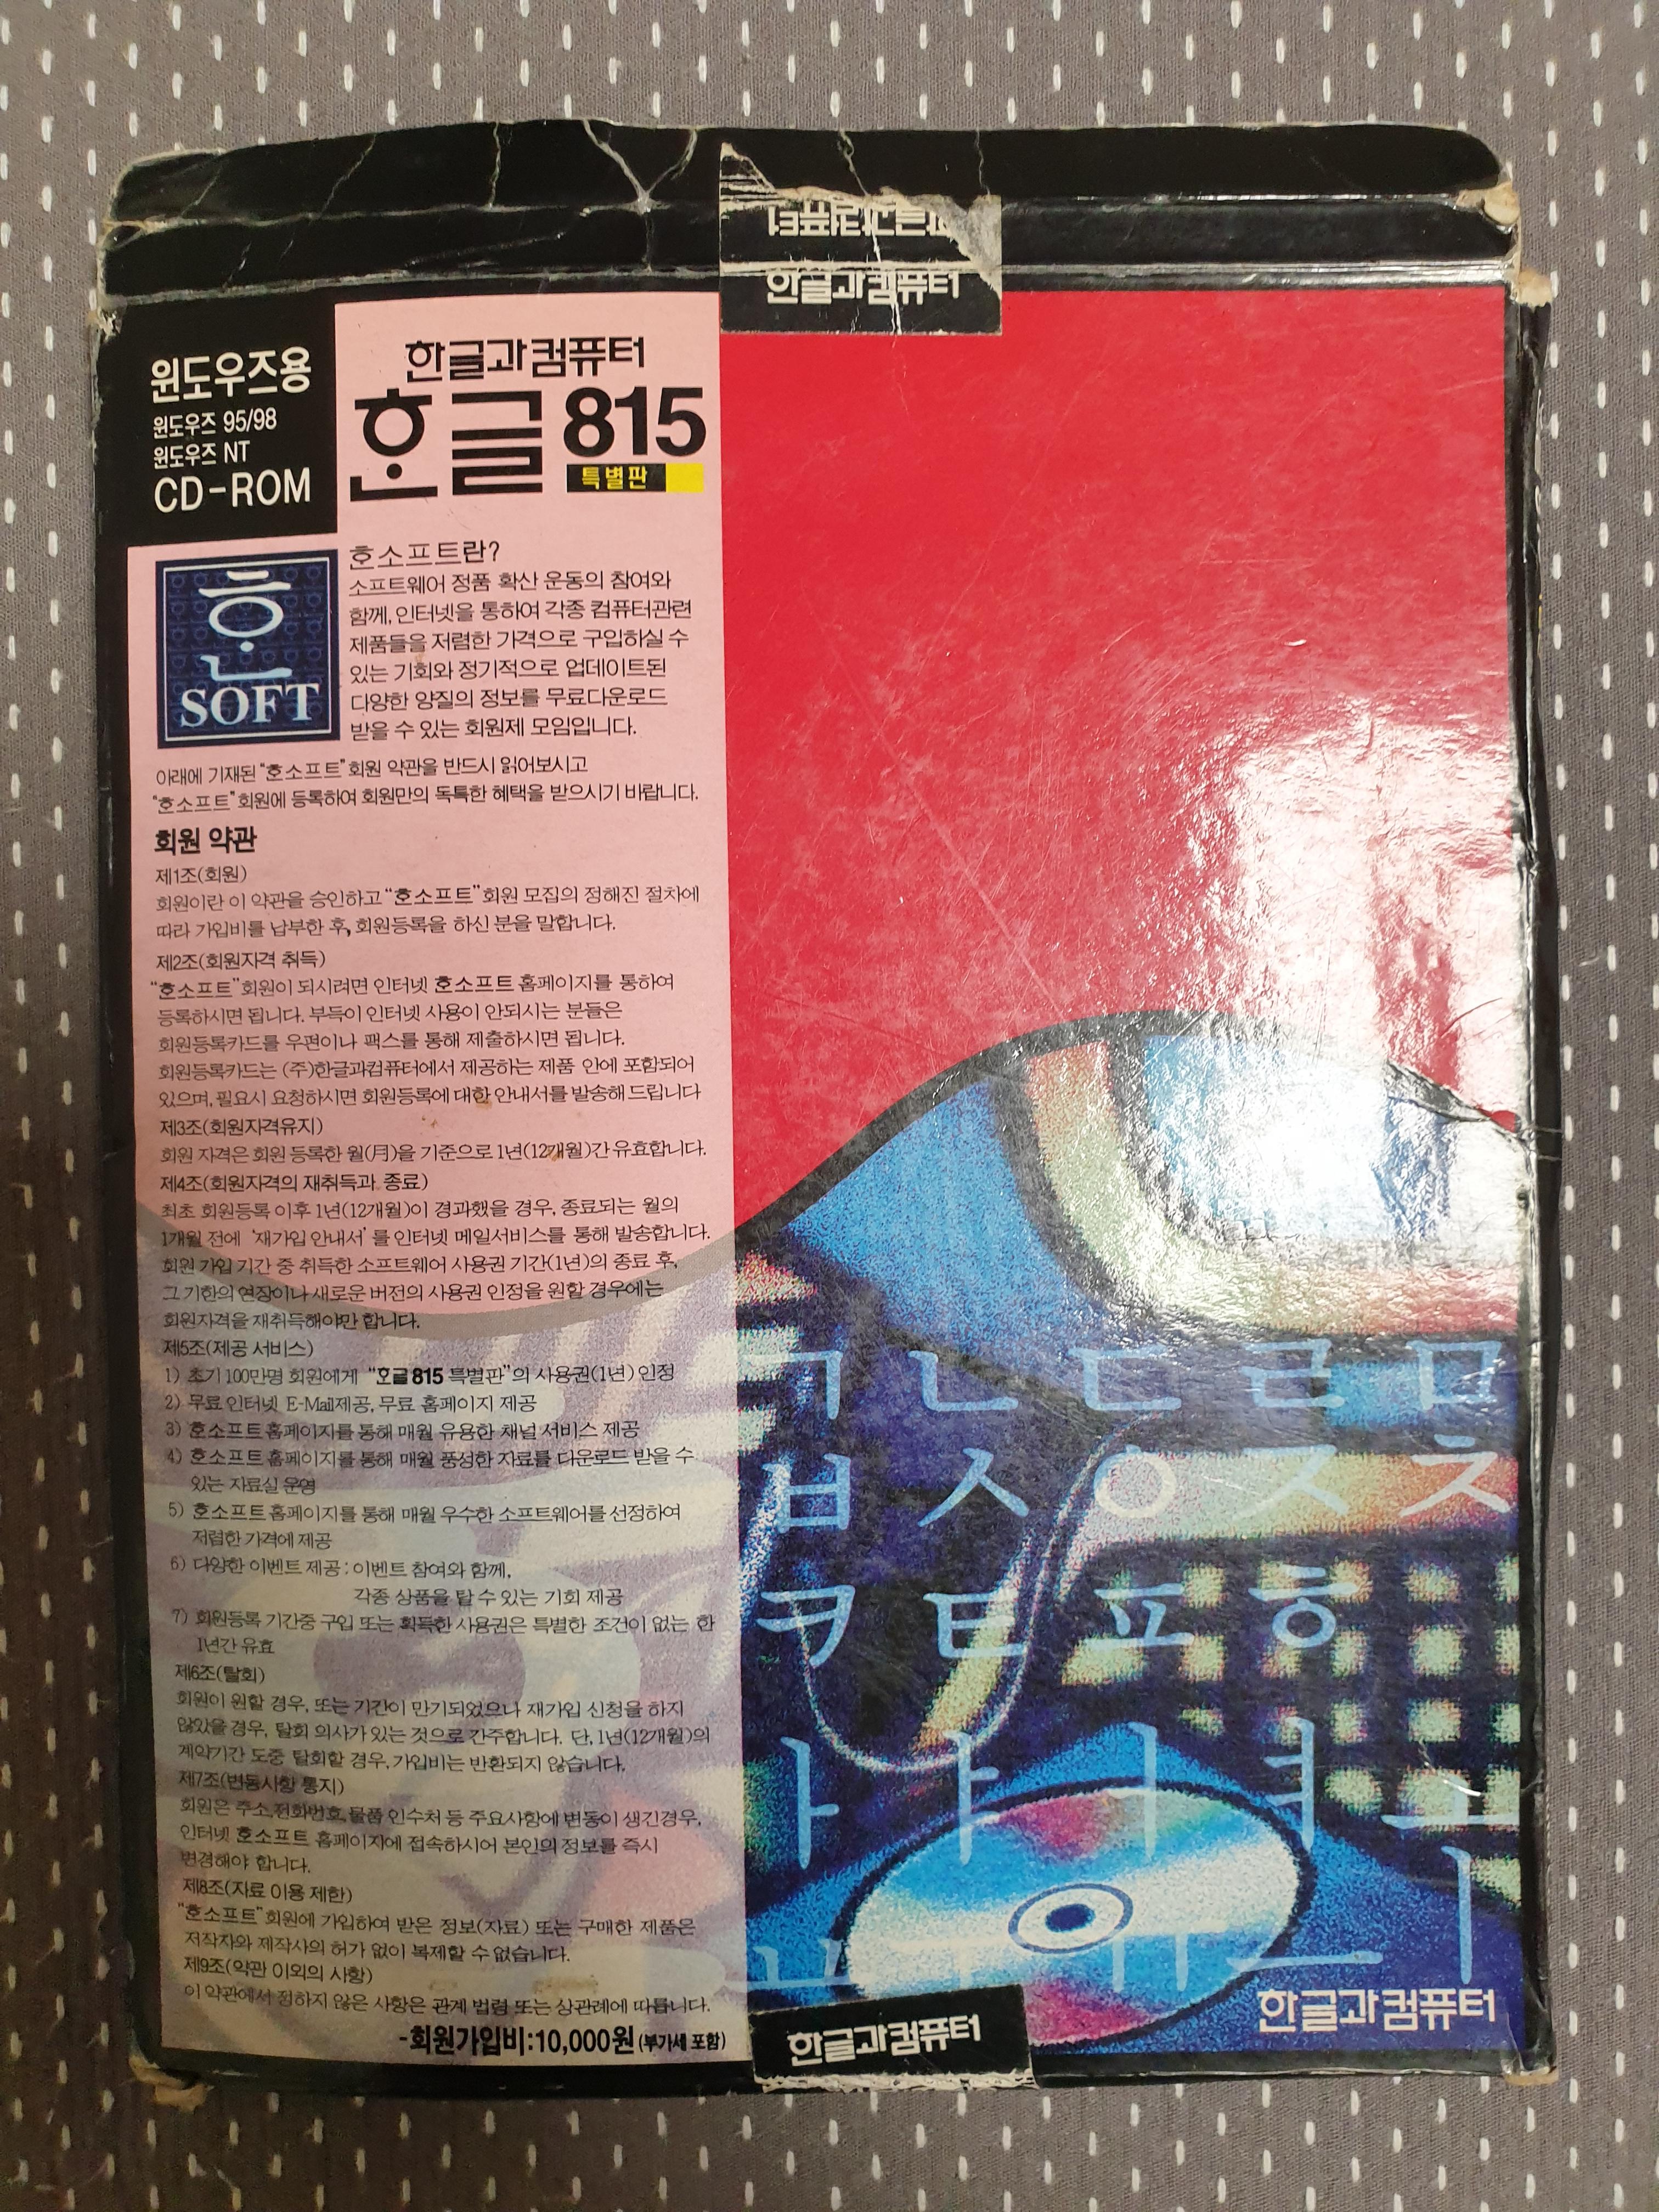 한글과컴퓨터
한글과컴퓨터
윈도우즈용
윈도우즈 95/98
윈도우즈 NT
CD-ROM
한글과컴퓨터
ᄒᆞᆫ글 815
특별판
ᄒᆞᆫ
SOFT
ᄒᆞᆫ소프트란?
소프트웨어 정품 확산 운동의 참여와
함께, 인터넷을 통하여 각종 컴퓨터관련
제품들을 저렴한 가격으로 구입하실 수
있는 기회와 정기적으로 업데이트된
다양한 양질의 정보를 무료다운로드
받을 수 있는 회원제 모임입니다.
아래에 기재된 “ᄒᆞᆫ소프트” 회원 약관을 반드시 읽어보시고
“ᄒᆞᆫ소프트” 회원에 등록하여 회원만의 독특한 혜택을 받으시기 바랍니다.
회원 약관
제1조(회원)
회원이란 이 약관을 승인하고 “ᄒᆞᆫ소프트” 회원 모집의 정해진 절차에
따라 가입비를 납부한 후, 회원등록을 하신 분을 말합니다.
제2조(회원자격 취득)
“ᄒᆞᆫ소프트” 회원이 되시려면 인터넷 ᄒᆞᆫ소프트 홈페이지를 통하여
등록하시면 됩니다. 부득이 인터넷 사용이 안되시는 분들은
회원등록카드를 우편이나 팩스를 통해 제출하시면 됩니다.
회원등록카드는 (주)한글과컴퓨터에서 제공하는 제품 안에 포함되어
있으며, 필요시 요청하시면 회원등록에 대한 안내서를 발송해 드립니다
제3조(회원자격유지)
회원 자격은 회원 등록한 월(月)을 기준으로 1년(12개월)간 유효합니다.
제4조(회원자격의 재취득과 종료)
최초 회원등록 이후 1년(12개월)이 경과했을 경우, 종료되는 월의
1개월 전에 ‘재가입 안내서’ 를 인터넷 메일서비스를 통해 발송합니다.
회원 가입 기간 중 취득한 소프트웨어 사용권 기간(1년)의 종료 후,
그 기한의 연장이나 새로운 버전의 사용권 인정을 원할 경우에는
회원자격을 재취득해야만 합니다.
제5조(제공 서비스)
1) 초기 100만명 회원에게 “ᄒᆞᆫ글 815 특별판”의 사용권(1년) 인정
2) 무료 인터넷 E-Mail제공, 무료 홈페이지 제공
3) ᄒᆞᆫ소프트 홈페이지를 통해 매월 유용한 채널 서비스 제공
4) ᄒᆞᆫ소프트 홈페이지를 통해 매월 풍성한 자료를 다운로드 받을 수
있는 자료실 운영
5) ᄒᆞᆫ소프트 홈페이지를 통해 매월 우수한 소프트웨어를 선정하여
저렴한 가격에 제공
6) 다양한 이벤트 제공 : 이벤트 참여와 함께,
각종 상품을 탈 수 있는 기회 제공
7) 회원등록 기간중 구입 또는 획득한 사용권은 특별한 조건이 없는 한
1년간 유효
제6조(탈회)
회원이 원할 경우, 또는 기간이 만기되었으나 재가입 신청을 하지
않았을 경우, 탈회 의사가 있는 것으로 간주합니다. 단, 1년(12개월)의
계약기간 도중 탈회할 경우, 가입비는 반환되지 않습니다.
제7조(변동사항 통지)
회원은 주소,전화번호,물품 인수처 등 주요사항에 변동이 생긴경우,
인터넷 ᄒᆞᆫ소프트 홈페이지에 접속하시어 본인의 정보를 즉시
변경해야 합니다.
제8조(자료 이용 제한)
“ᄒᆞᆫ소프트” 회원에 가입하여 받은 정보(자료) 또는 구매한 제품은
저작자와 제작사의 허가 없이 복제할 수 없습니다.
제9조(약관 이외의 사항)
이 약관에서 정하지 않은 사항은 관계 법령 또는 상관례에 따릅니다.
-회원가입비:10,000원 (부가세 포함)
ㄱ ㄴ ㄷ ㄹ ㅁ
ㅂ ㅅ ㅇ ㅈ ㅊ
ㅋ ㅌ ㅍ ㅎ
ㅏ ㅑ ㅓ ㅕ ㅗ
ㅛ ㅜ ㅠ ㅡ ㅣ
한글과컴퓨터
한글과컴퓨터